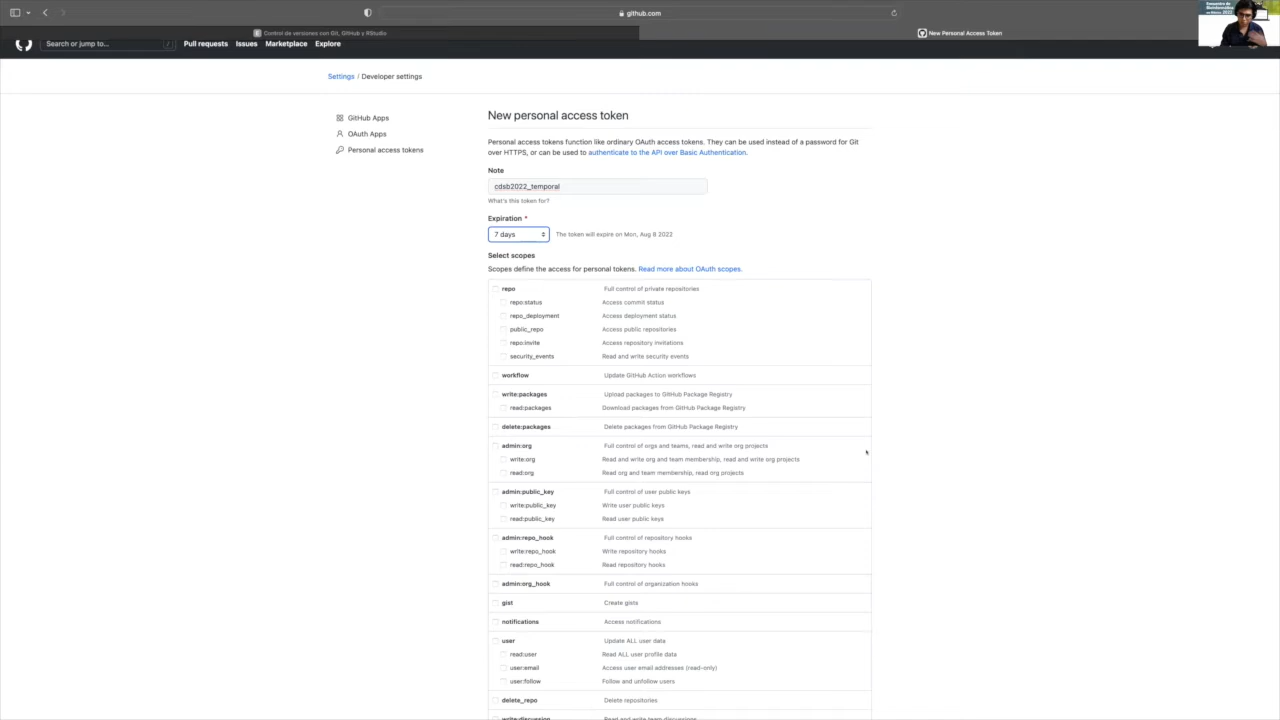 github.com
Control de versiones con Git, GitHub y RStudio
New Personal Access Token
Encuentro de
Bioinformática
en México 2022
Search or jump to... /
Pull requests Issues Marketplace Explore
Settings / Developer settings
GitHub Apps
OAuth Apps
Personal access tokens
New personal access token
Personal access tokens function like ordinary OAuth access tokens. They can be used instead of a password for Git
over HTTPS, or can be used to authenticate to the API over Basic Authentication.
Note
cdsb2022_temporal
What's this token for?
Expiration *
7 days The token will expire on Mon, Aug 8 2022
Select scopes
Scopes define the access for personal tokens. Read more about OAuth scopes.
repo Full control of private repositories
repo:status Access commit status
repo_deployment Access deployment status
public_repo Access public repositories
repo:invite Access repository invitations
security_events Read and write security events
workflow Update GitHub Action workflows
write:packages Upload packages to GitHub Package Registry
read:packages Download packages from GitHub Package Registry
delete:packages Delete packages from GitHub Package Registry
admin:org Full control of orgs and teams, read and write org projects
write:org Read and write org and team membership, read and write org projects
read:org Read org and team membership, read org projects
admin:public_key Full control of user public keys
write:public_key Write user public keys
read:public_key Read user public keys
admin:repo_hook Full control of repository hooks
write:repo_hook Write repository hooks
read:repo_hook Read repository hooks
admin:org_hook Full control of organization hooks
gist Create gists
notifications Access notifications
user Update ALL user data
read:user Read ALL user profile data
user:email Access user email addresses (read-only)
user:follow Follow and unfollow users
delete_repo Delete repositories
write:discussion Read and write team discussions